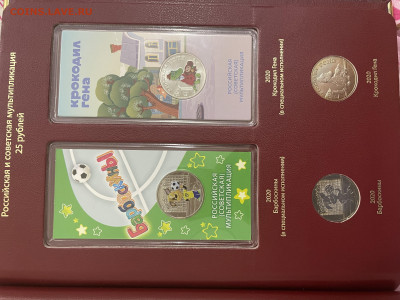 Российская и советская мультипликация
25 рублей
КРОКОДИЛ
ГЕНА
РОССИЙСКАЯ
(СОВЕТСКАЯ)
МУЛЬТИПЛИКАЦИЯ
2020
Крокодил Гена
(в специальном исполнении)
2020
Крокодил Гена
Барбоскины
РОССИЙСКАЯ
(СОВЕТСКАЯ)
МУЛЬТИПЛИКАЦИЯ
2020
Барбоскины
(в специальном исполнении)
2020
Барбоскины